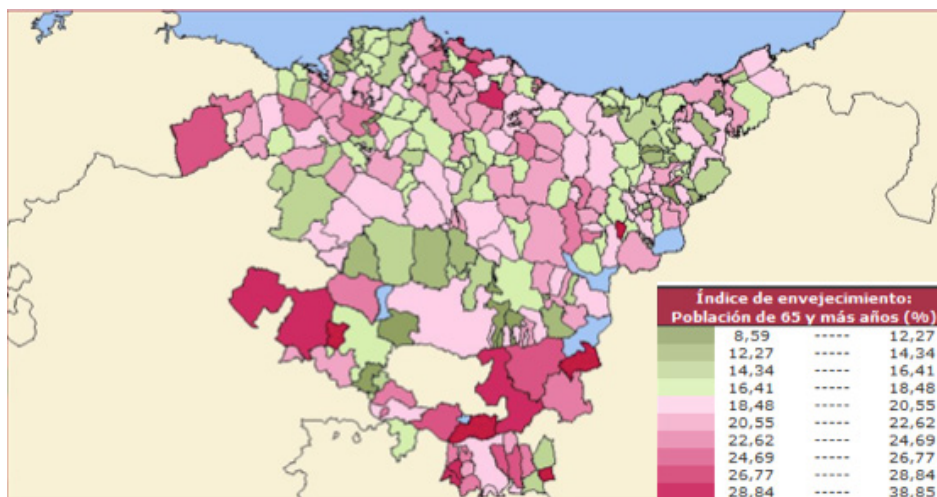 Índice de envejecimiento:
Población de 65 y más años (%)
8,59 ----- 12,27
12,27 ----- 14,34
14,34 ----- 16,41
16,41 ----- 18,48
18,48 ----- 20,55
20,55 ----- 22,62
22,62 ----- 24,69
24,69 ----- 26,77
26,77 ----- 28,84
28,84 ----- 38,85